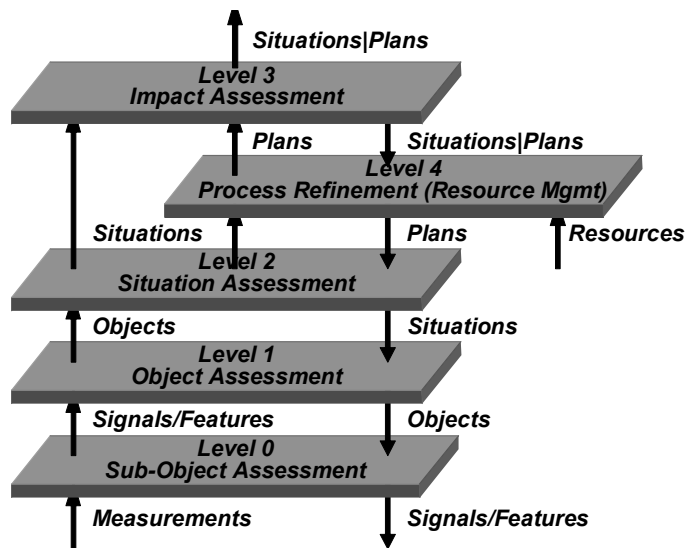 Situations|Plans
Level 3
Impact Assessment
Plans
Situations|Plans
Level 4
Process Refinement (Resource Mgmt)
Situations
Plans
Resources
Level 2
Situation Assessment
Objects
Situations
Level 1
Object Assessment
Signals/Features
Objects
Level 0
Sub-Object Assessment
Measurements
Signals/Features